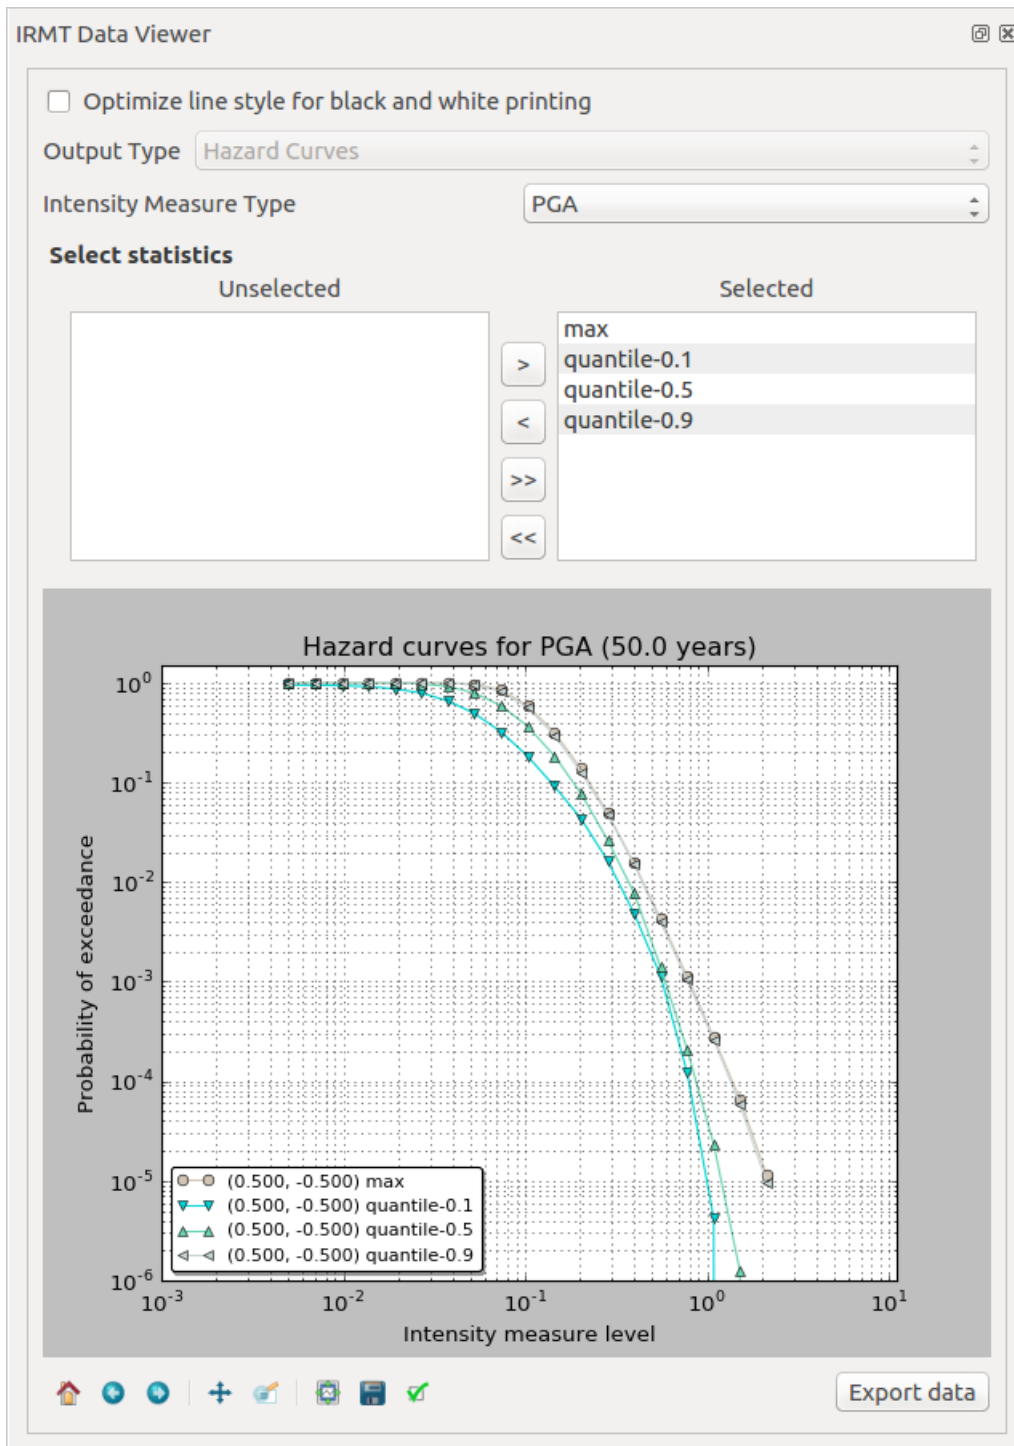 IRMT Data Viewer
Optimize line style for black and white printing
Output Type Hazard Curves
Intensity Measure Type PGA
Select statistics
Unselected Selected
max
quantile-0.1
quantile-0.5
quantile-0.9
>
<
>>
<<
Hazard curves for PGA (50.0 years)
Probability of exceedance
10^0
10^-1
10^-2
10^-3
10^-4
10^-5
10^-6
(0.500, -0.500) max
(0.500, -0.500) quantile-0.1
(0.500, -0.500) quantile-0.5
(0.500, -0.500) quantile-0.9
10^-3 10^-2 10^-1 10^0 10^1
Intensity measure level
Export data